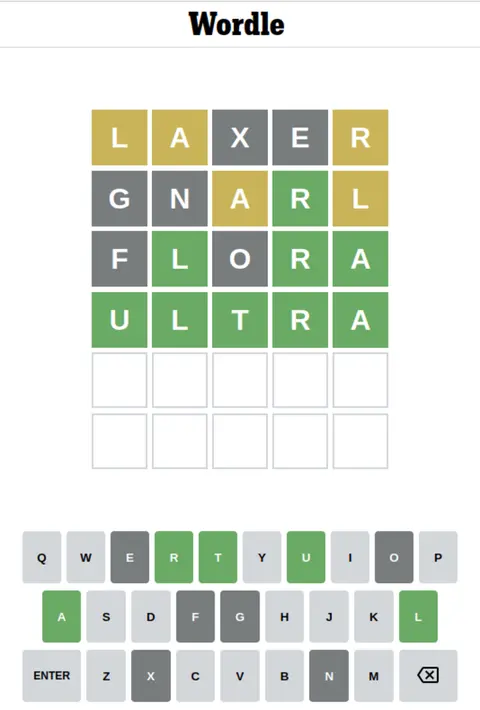 Wordle
L A X E R
G N A R L
F L O R A
U L T R A
Q W E R T Y U I O P
A S D F G H J K L
ENTER Z X C V B N M